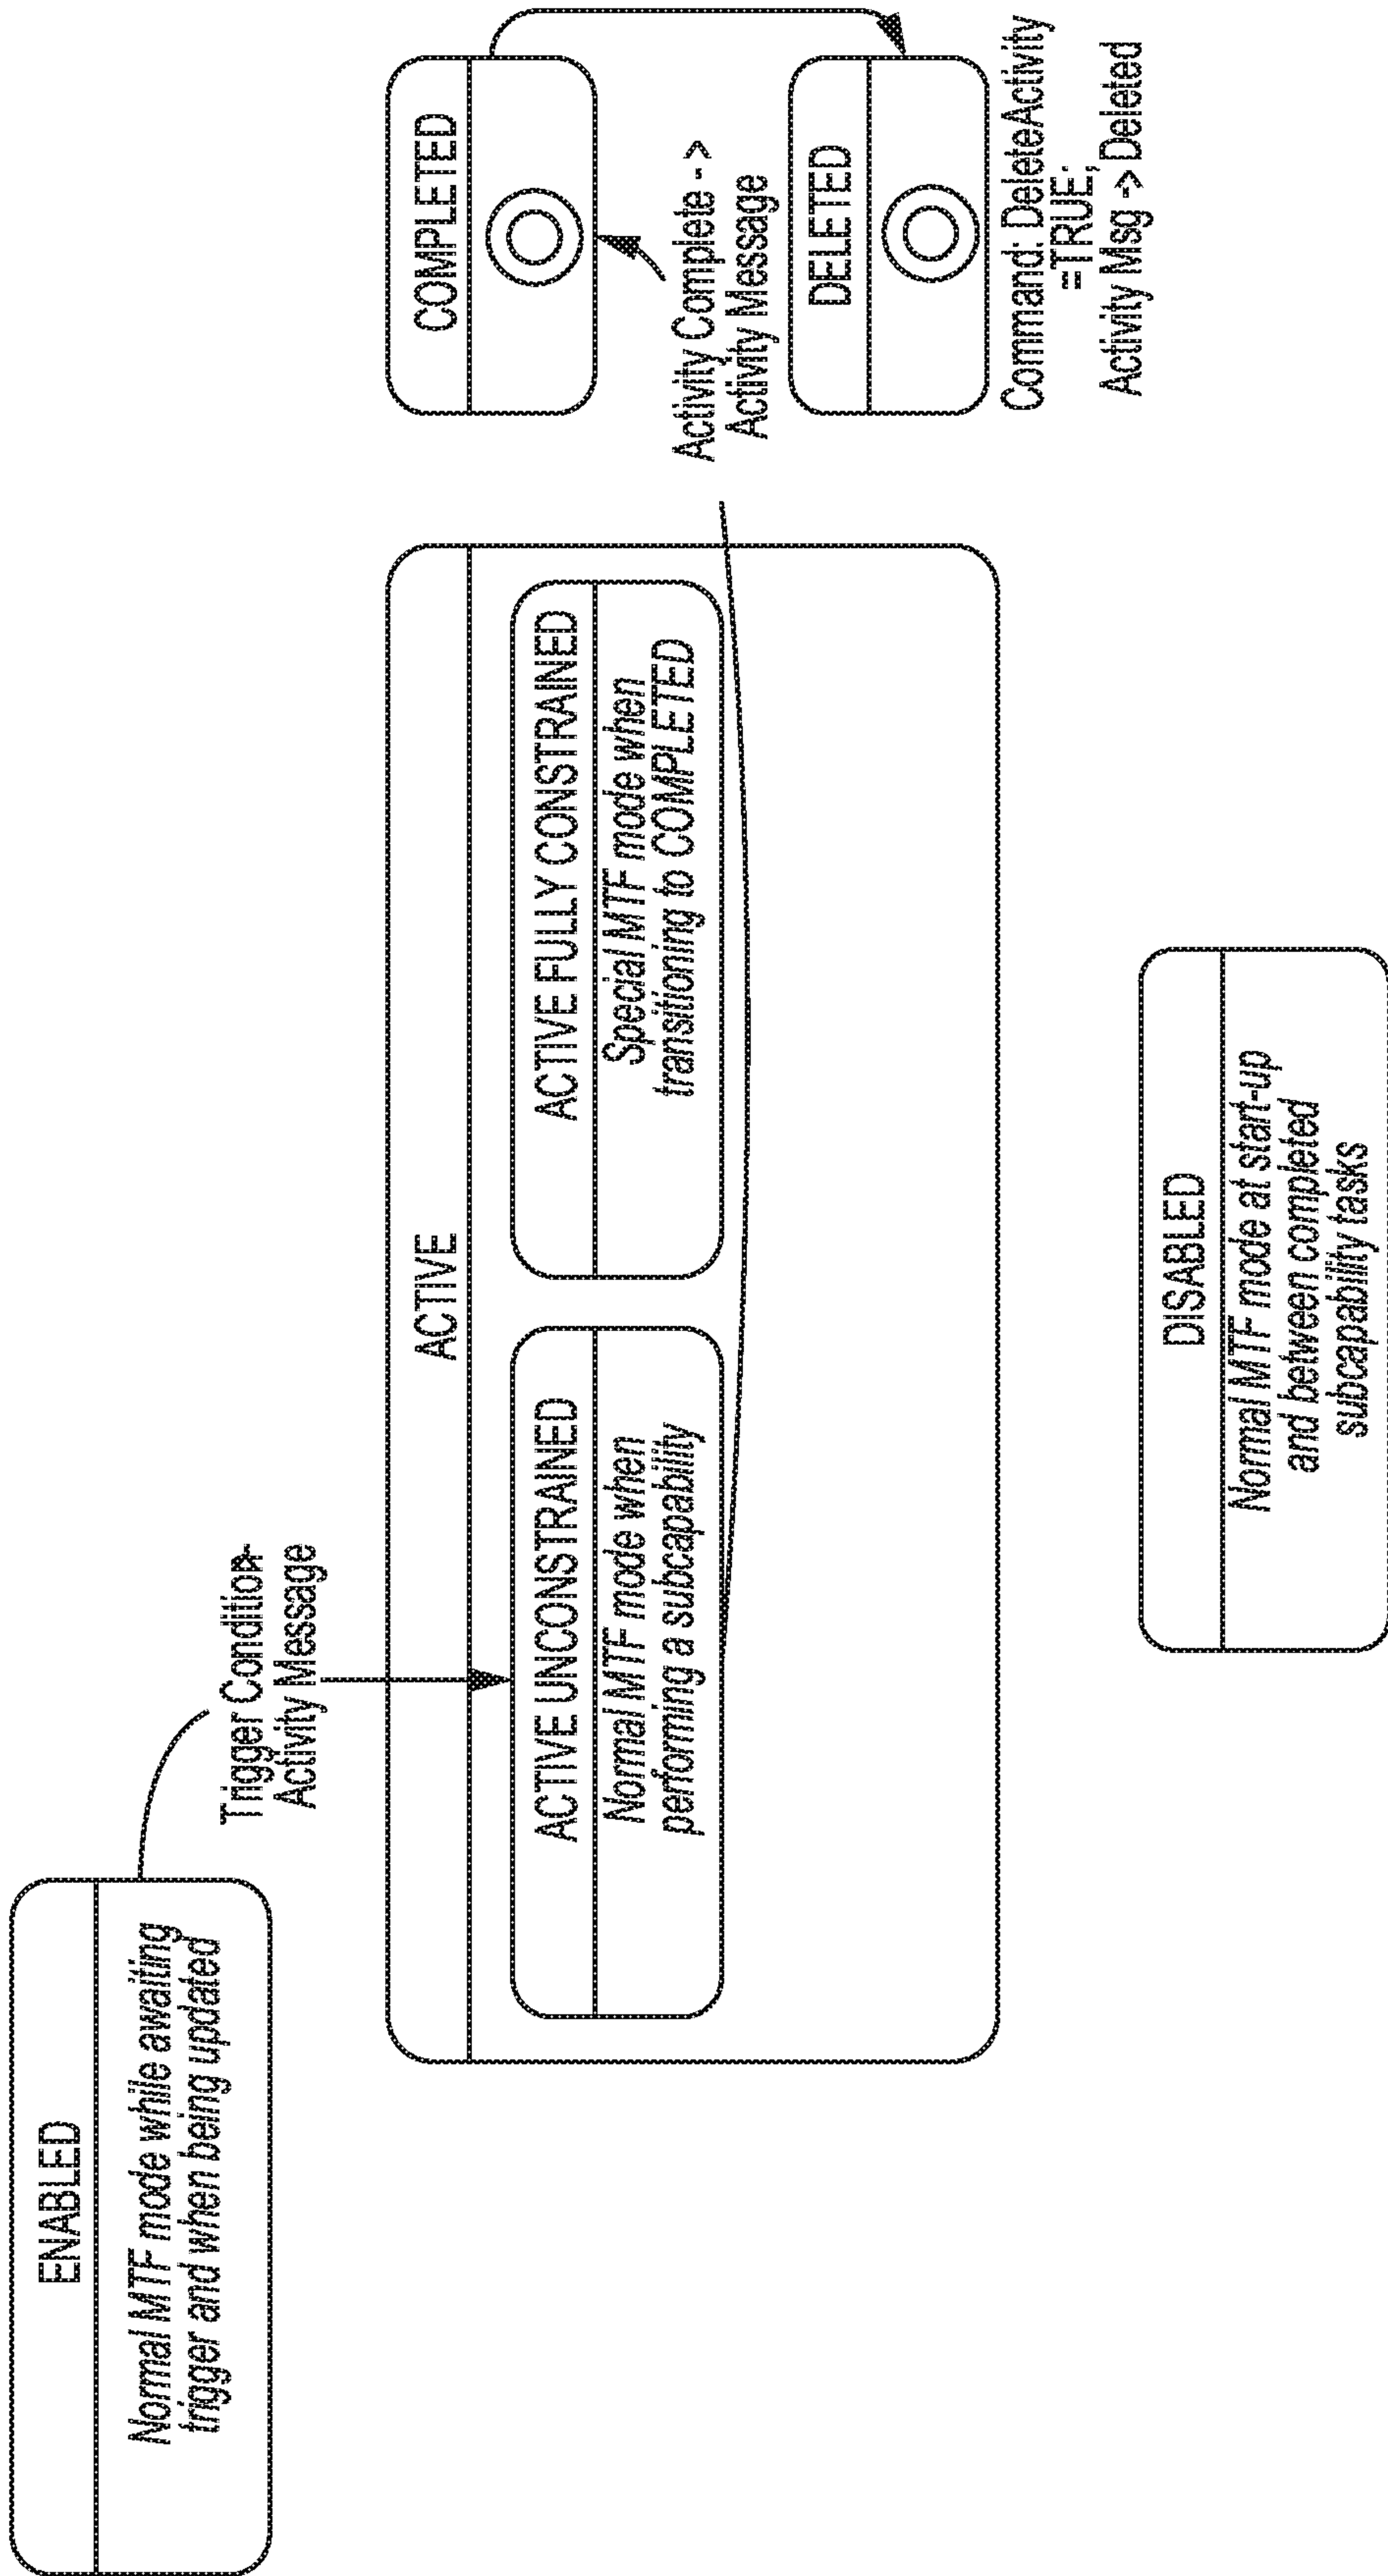 ENABLED
Normal MTF mode while awaiting
trigger and when being updated
Trigger Condition-
Activity Message
ACTIVE
ACTIVE UNCONSTRAINED
Normal MTF mode when
performing a subcapability
ACTIVE FULLY CONSTRAINED
Special MTF mode when
transitioning to COMPLETED
COMPLETED
Activity Complete - >
Activity Message
DELETED
Command: DeleteActivity
=TRUE;
Activity Msg -> Deleted
DISABLED
Normal MTF mode at start-up
and between completed
subcapability tasks